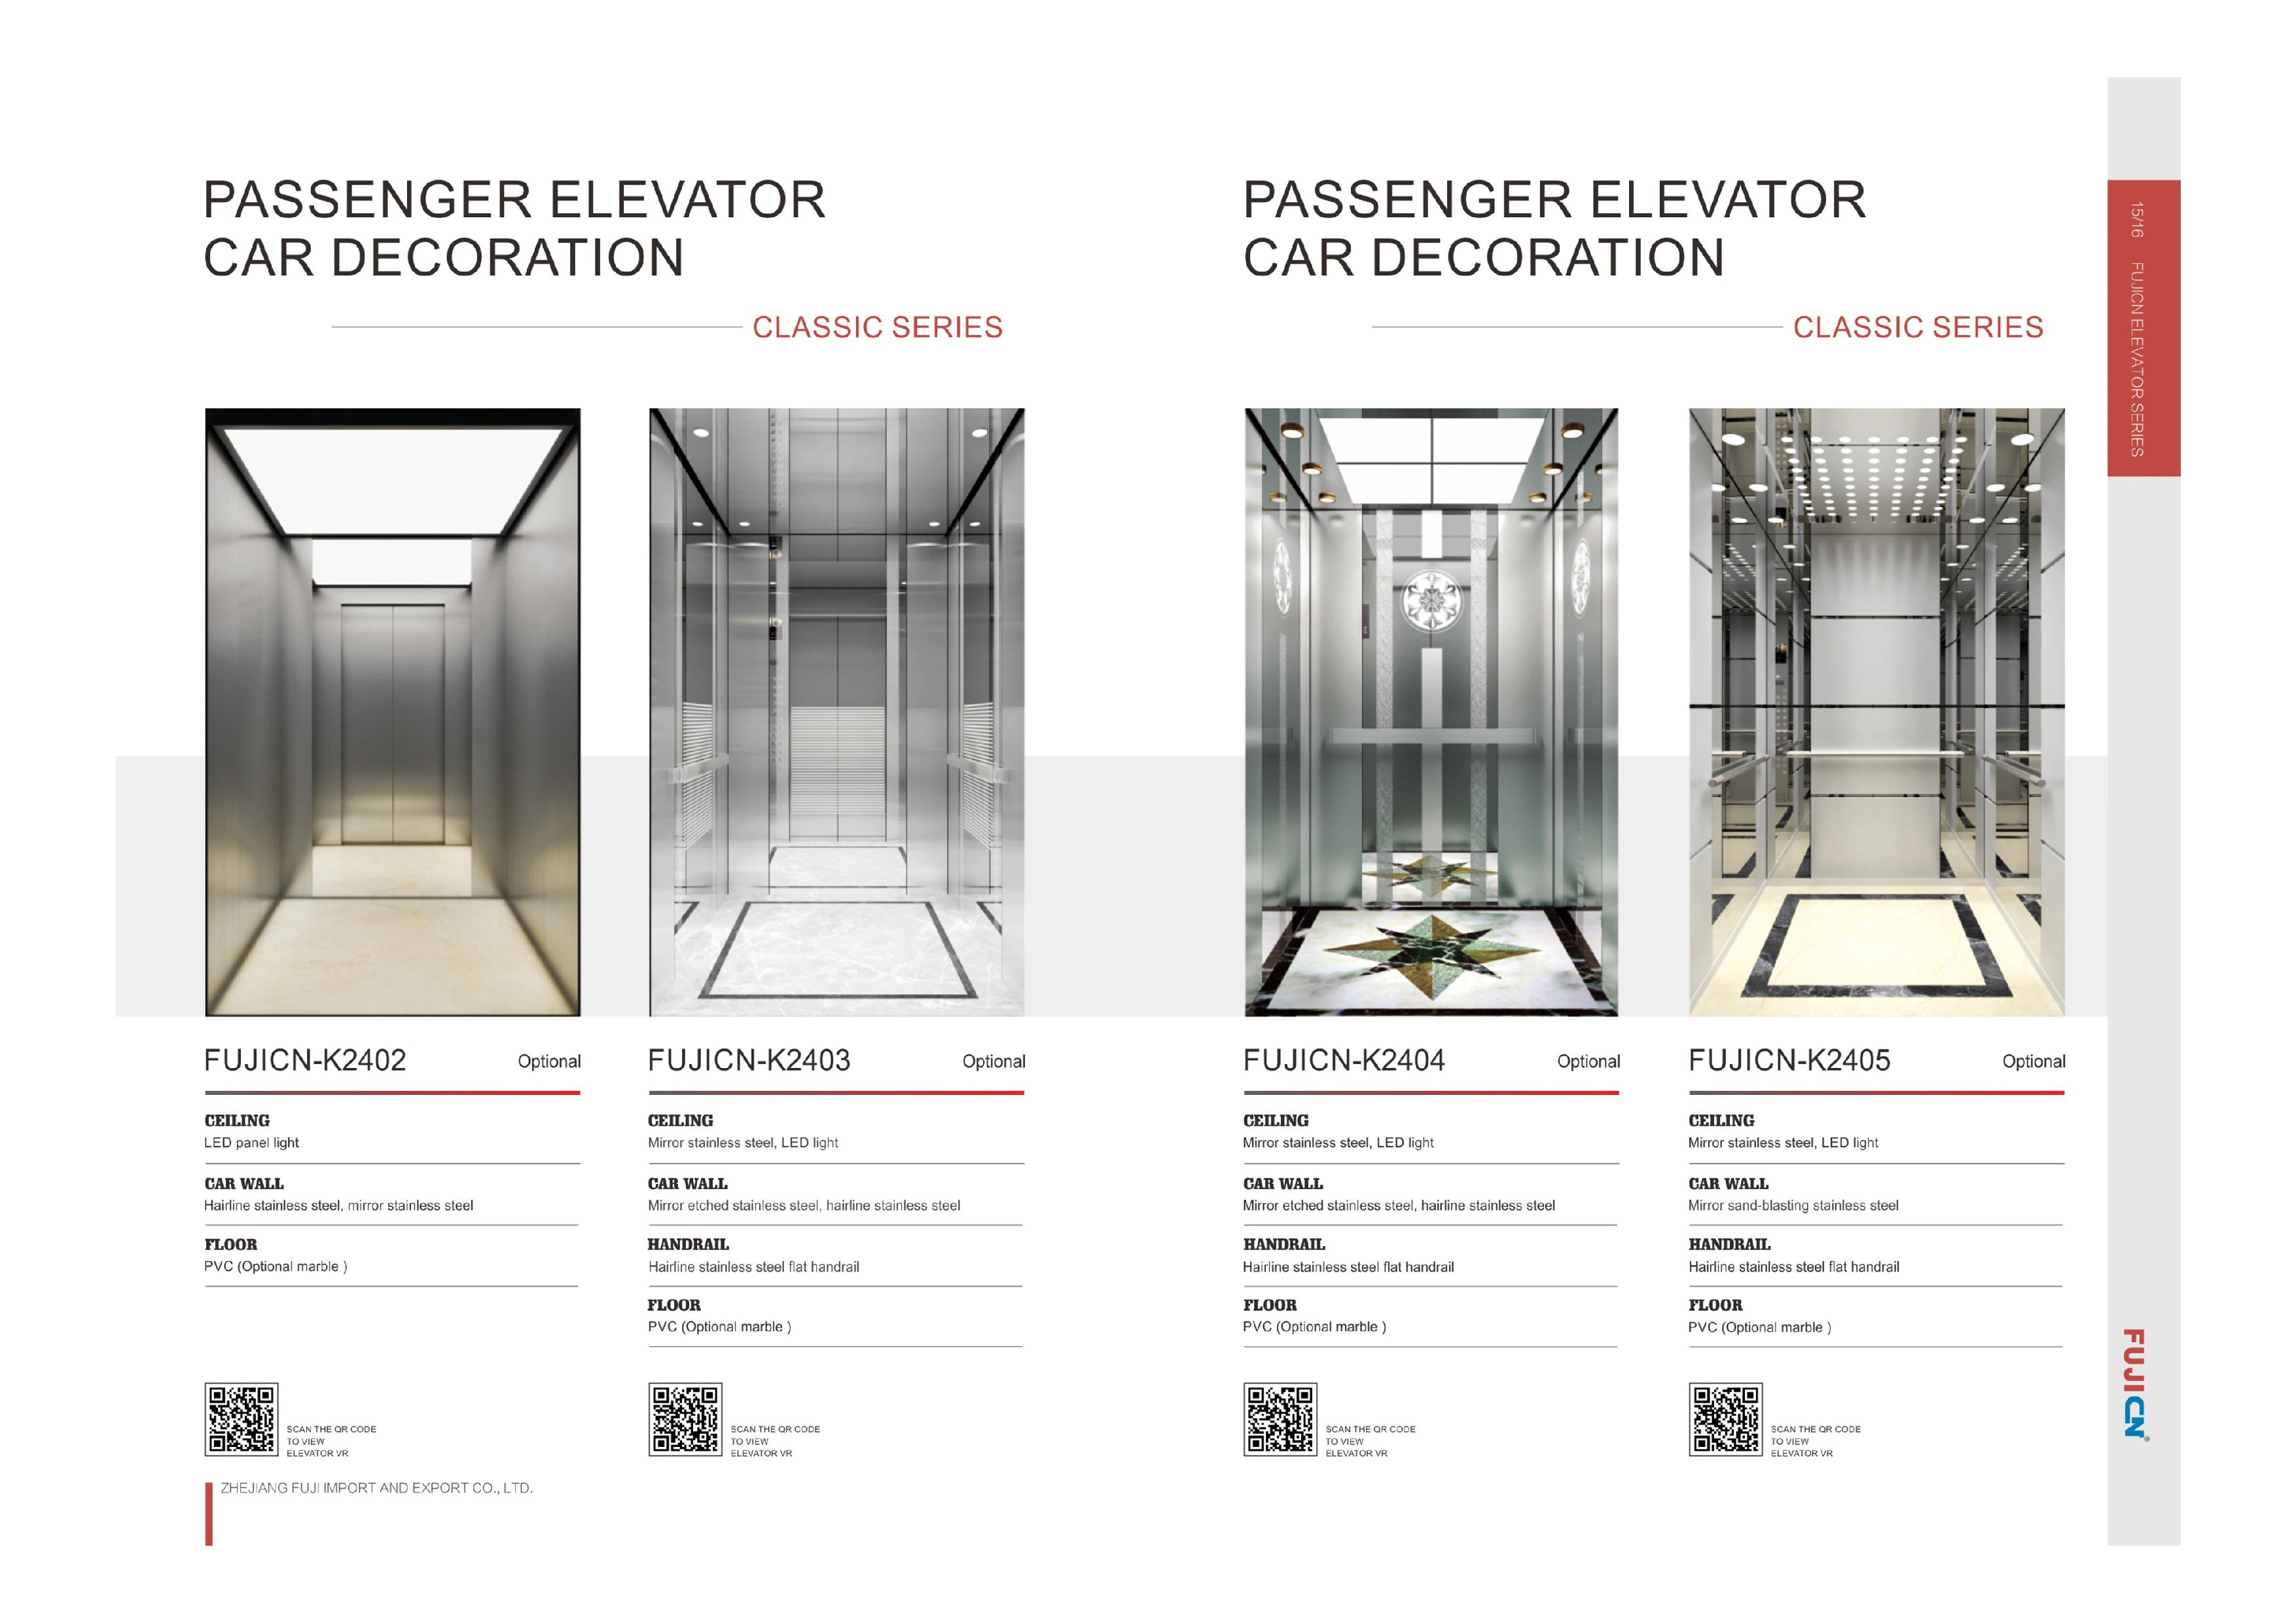 PASSENGER ELEVATOR
CAR DECORATION
CLASSIC SERIES
FUJICN-K2402
Optional
CEILING
LED panel light
CAR WALL
Hairline stainless steel, mirror stainless steel
FLOOR
PVC (Optional marble )
SCAN THE QR CODE
TO VIEW
ELEVATOR VR
FUJICN-K2403
Optional
CEILING
Mirror stainless steel, LED light
CAR WALL
Mirror etched stainless steel, hairline stainless steel
HANDRAIL
Hairline stainless steel flat handrail
FLOOR
PVC (Optional marble )
SCAN THE QR CODE
TO VIEW
ELEVATOR VR
ZHEJIANG FUJI IMPORT AND EXPORT CO., LTD.
PASSENGER ELEVATOR
CAR DECORATION
CLASSIC SERIES
FUJICN-K2404
Optional
CEILING
Mirror stainless steel, LED light
CAR WALL
Mirror etched stainless steel, hairline stainless steel
HANDRAIL
Hairline stainless steel flat handrail
FLOOR
PVC (Optional marble )
SCAN THE QR CODE
TO VIEW
ELEVATOR VR
FUJICN-K2405
Optional
CEILING
Mirror stainless steel, LED light
CAR WALL
Mirror sand-blasting stainless steel
HANDRAIL
Hairline stainless steel flat handrail
FLOOR
PVC (Optional marble )
SCAN THE QR CODE
TO VIEW
ELEVATOR VR
15/16 FUJICN ELEVATOR SERIES
FUJICN®